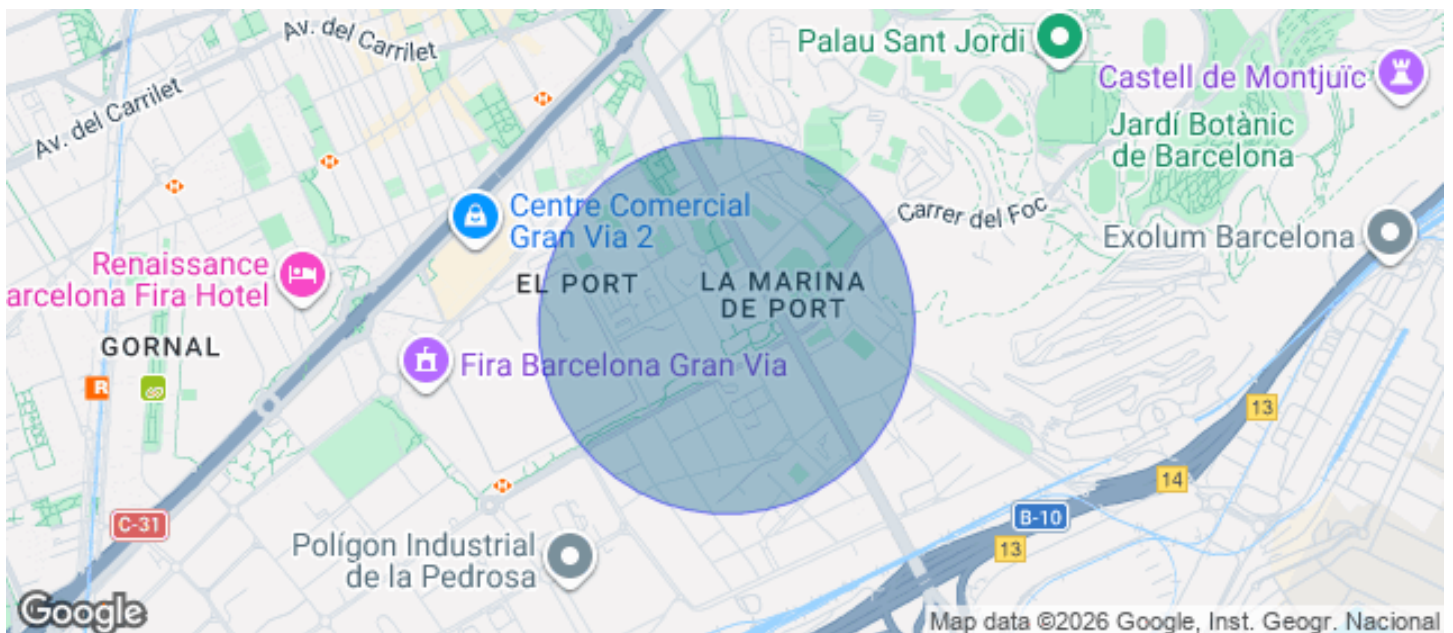 Av. del Carrilet
Palau Sant Jordi
Castell de Montjuïc
Av. del Carrilet
Jardí Botànic
de Barcelona
Centre Comercial
Gran Via 2
Carrer del Foc
Exolum Barcelona
Renaissance
arcelona Fira Hotel
EL PORT
LA MARINA
DE PORT
GORNAL
Fira Barcelona Gran Via
R
13
14
C-31
B-10
13
Polígon Industrial
de la Pedrosa
Google
Map data ©2026 Google, Inst. Geogr. Nacional